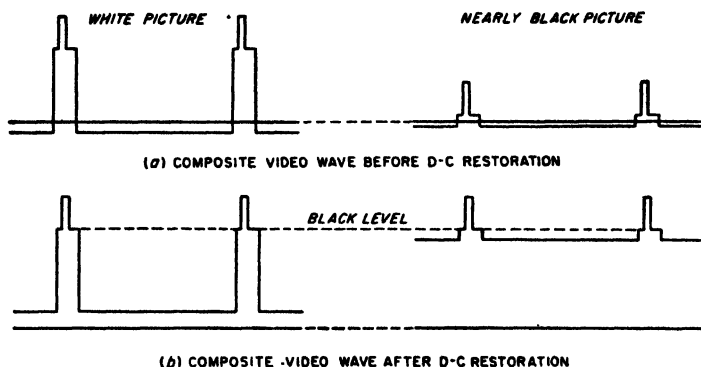 WHITE PICTURE
NEARLY BLACK PICTURE
(a) COMPOSITE VIDEO WAVE BEFORE D-C RESTORATION
BLACK LEVEL
(b) COMPOSITE VIDEO WAVE AFTER D-C RESTORATION